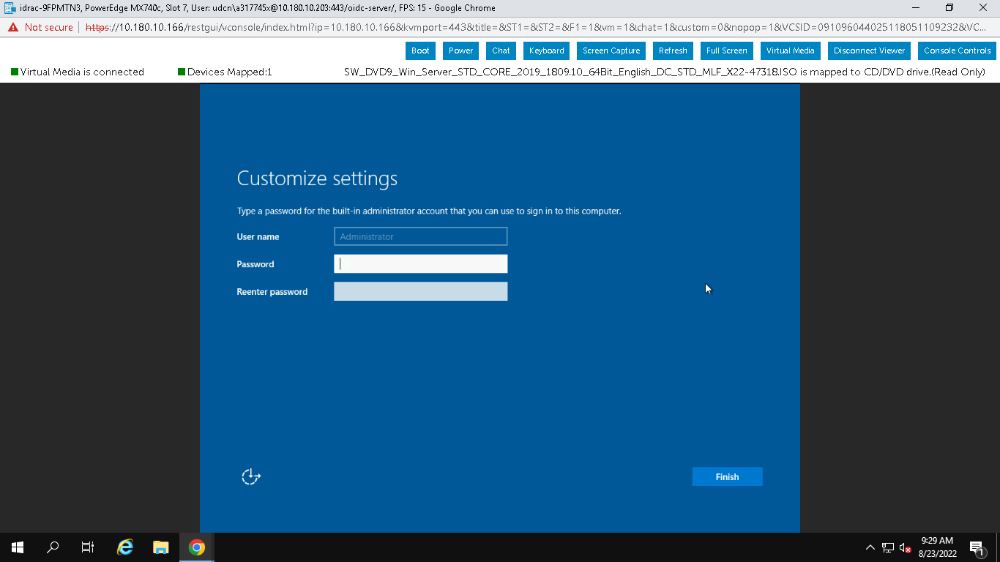 idrac-9FPMTN3, PowerEdge MX740c, Slot 7, User: udcn\a317745x@10.180.10.203:443/oidc-server/, FPS: 15 - Google Chrome
Not secure https://10.180.10.166/restgui/vconsole/index.html?ip=10.180.10.166&kvmport=443&title=&ST1=&ST2=&F1=1&vm=1&chat=1&custom=0&nopop=1&VCSID=0910960440251180511092​32&VC...
Boot Power Chat Keyboard Screen Capture Refresh Full Screen Virtual Media Disconnect Viewer Console Controls
Virtual Media is connected Devices Mapped:1 SW_DVD9_Win_Server_STD_CORE_2019_1809.10_64Bit_English_DC_STD_MLF_X22-47318.ISO is mapped to CD/DVD drive.(Read Only)
Customize settings
Type a password for the built-in administrator account that you can use to sign in to this computer.
User name Administrator
Password
Reenter password
Finish
9:29 AM
8/23/2022
1